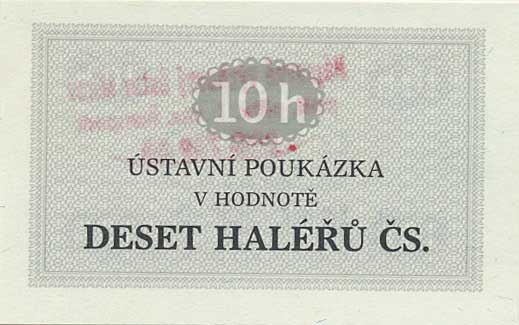 10 h
ÚSTAVNÍ POUKÁZKA
V HODNOTĚ
DESET HALÉŘŮ ČS.